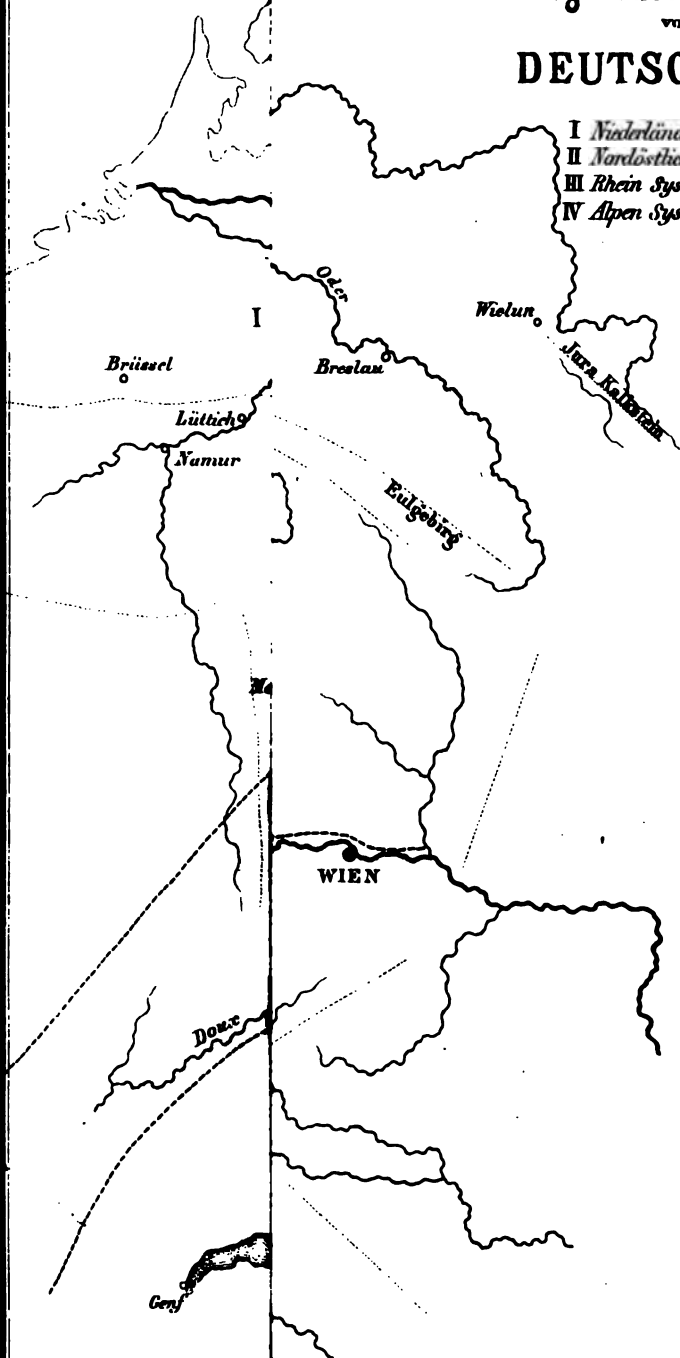 DEUTSC
I Niederländ
II Nordöstlic
III Rhein Sys
IV Alpen Sys
Oder
Wielun
I
Jura Kalkstein
Brüssel
Breslau
Lüttich
Namur
Eulgebirg
WIEN
Doux
Genf